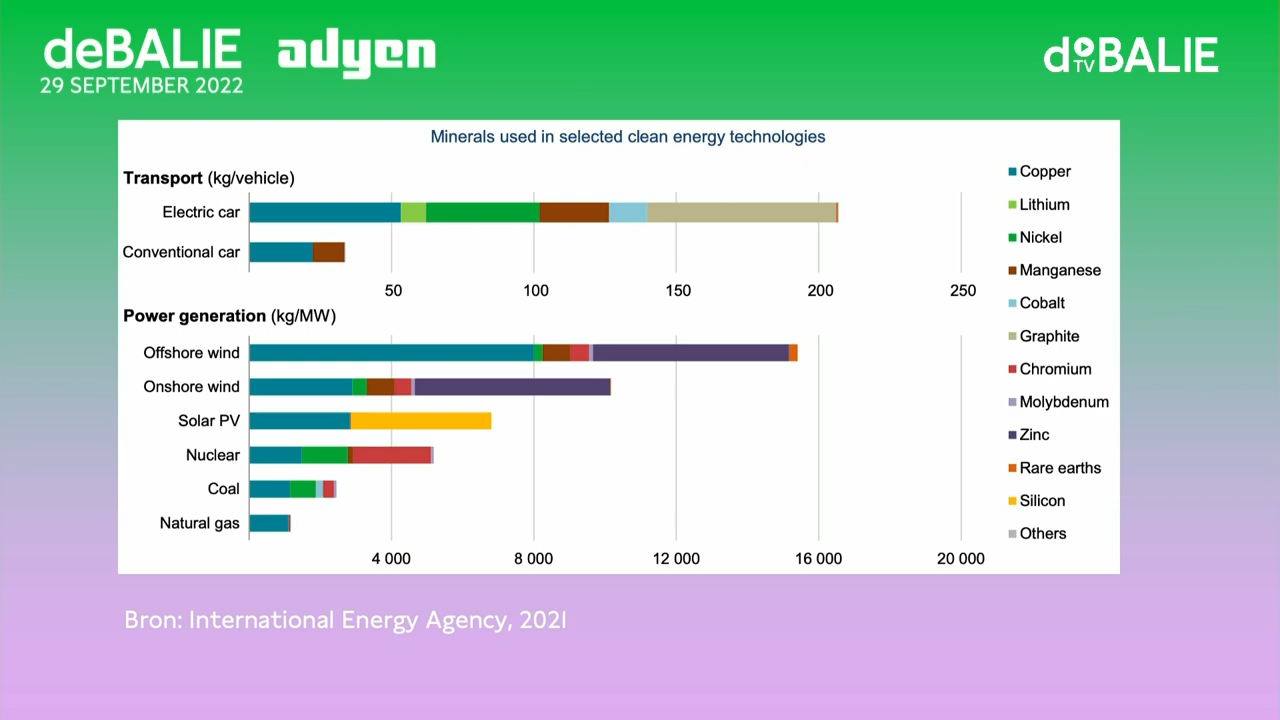 deBALIE
29 SEPTEMBER 2022
adyen
deTVBALIE
Minerals used in selected clean energy technologies
Transport (kg/vehicle)
Electric car
Conventional car
50 100 150 200 250
Power generation (kg/MW)
Offshore wind
Onshore wind
Solar PV
Nuclear
Coal
Natural gas
4 000 8 000 12 000 16 000 20 000
Copper
Lithium
Nickel
Manganese
Cobalt
Graphite
Chromium
Molybdenum
Zinc
Rare earths
Silicon
Others
Bron: International Energy Agency, 2021